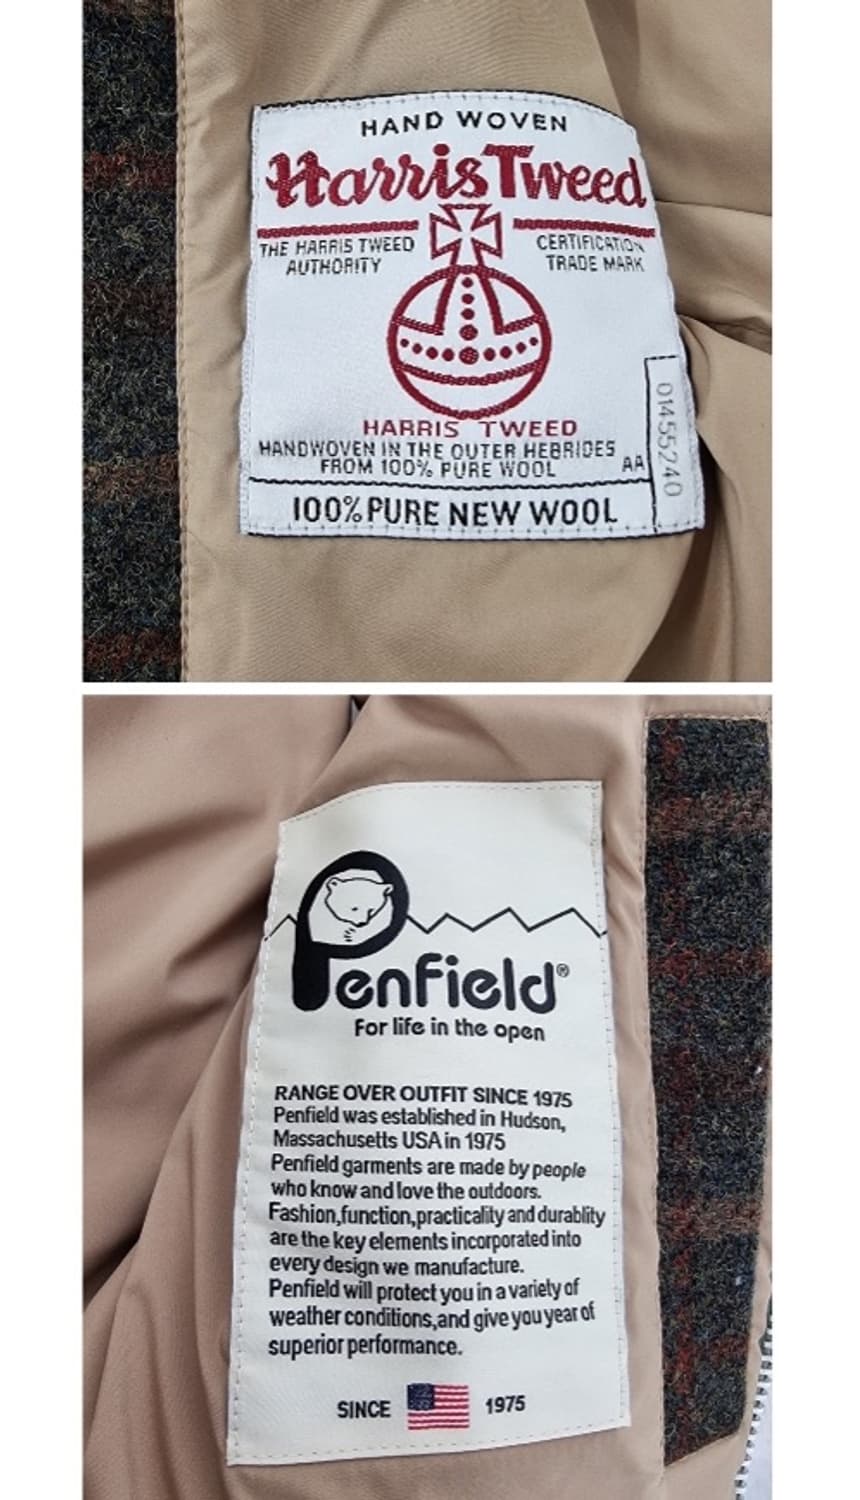 HAND WOVEN
Harris Tweed
THE HARRIS TWEED
AUTHORITY
CERTIFICATION
TRADE MARK
HARRIS TWEED
HANDWOVEN IN THE OUTER HEBRIDES
FROM 100% PURE WOOL
AA
01455240
100% PURE NEW WOOL
Penfield®
For life in the open
RANGE OVER OUTFIT SINCE 1975
Penfield was established in Hudson,
Massachusetts USA in 1975
Penfield garments are made by people
who know and love the outdoors.
Fashion,function,practicality and durablity
are the key elements incorporated into
every design we manufacture.
Penfield will protect you in a variety of
weather conditions,and give you year of
superior performance.
SINCE 1975